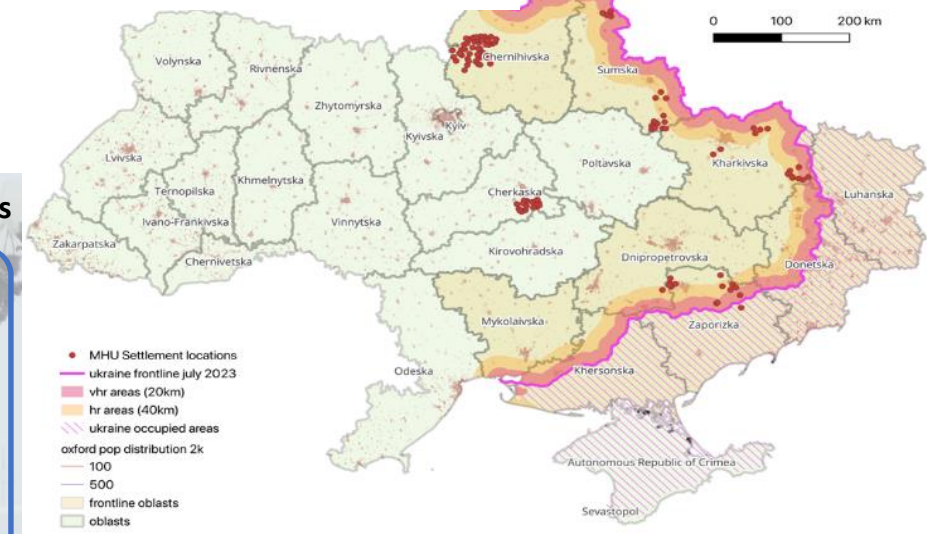 0 100 200 km
Chernihivska
Sumska
Volynska
Rivnenska
Zhytomyrska
Kyiv
Kyivska
Lvivska
Poltavska
Kharkivska
Ternopilska
Khmelnytska
Luhanska
Cherkaska
s
Ivano-Frankivska
Vinnytska
Zakarpatska
Kirovohradska
Chernivetska
Dnipropetrovska
Donetska
Mykolaivska
Zaporizka
Odeska
Khersonska
Autonomous Republic of Crimea
Sevastopol
MHU Settlement locations
ukraine frontline july 2023
vhr areas (20km)
hr areas (40km)
ukraine occupied areas
oxford pop distribution 2k
100
500
frontline oblasts
oblasts